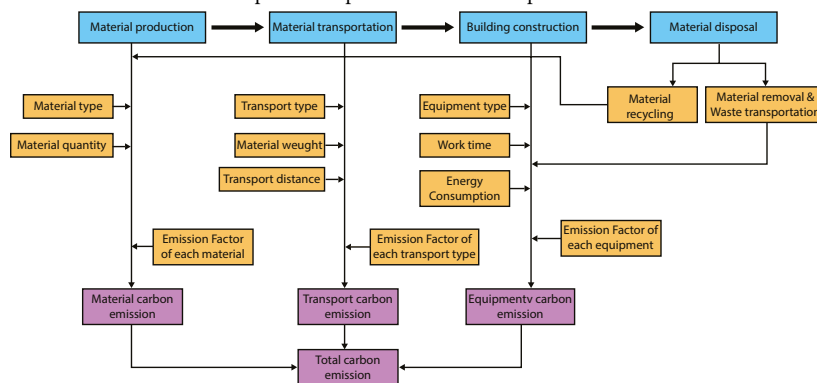 Material production
Material transportation
Building construction
Material disposal
Material type
Transport type
Equipment type
Material
recycling
Material removal &
Waste transportation
Material quantity
Material weught
Work time
Transport distance
Energy
Consumption
Emission Factor
of each material
Emission Factor of
each transport type
Emission Factor of
each equipment
Material carbon
emission
Transport carbon
emission
Equipmentv carbon
emission
Total carbon
emission